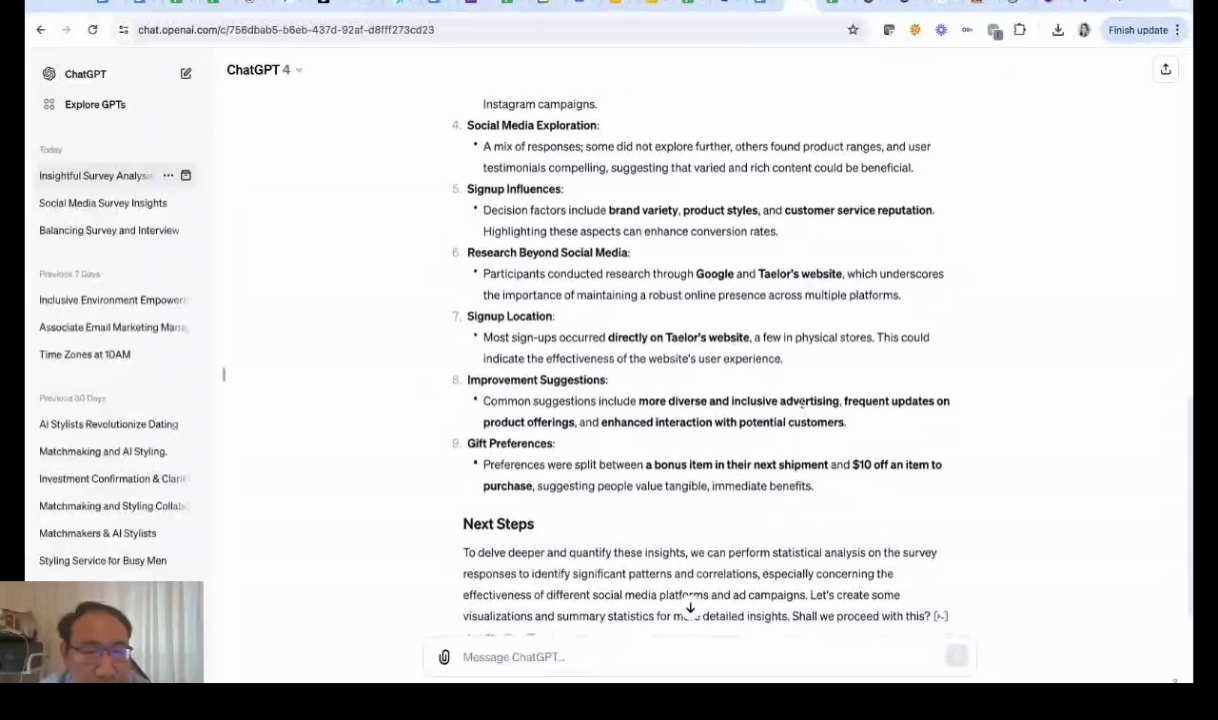 chat.openai.com/c/756dbab5-b6eb-437d-92af-d8fff273cd23
Finish update
ChatGPT
Explore GPTs
Today
Insightful Survey Analysis
Social Media Survey Insights
Balancing Survey and Interview
Previous 7 Days
Inclusive Environment Empower
Associate Email Marketing Mana
Time Zones at 10AM
Previous 30 Days
AI Stylists Revolutionize Dating
Matchmaking and AI Styling.
Investment Confirmation & Clarif
Matchmaking and Styling Collab
Matchmakers & AI Stylists
Styling Service for Busy Men
ChatGPT 4
Instagram campaigns.
4. Social Media Exploration:
• A mix of responses; some did not explore further, others found product ranges, and user
testimonials compelling, suggesting that varied and rich content could be beneficial.
5. Signup Influences:
• Decision factors include brand variety, product styles, and customer service reputation.
Highlighting these aspects can enhance conversion rates.
6. Research Beyond Social Media:
• Participants conducted research through Google and Taelor's website, which underscores
the importance of maintaining a robust online presence across multiple platforms.
7. Signup Location:
• Most sign-ups occurred directly on Taelor's website, a few in physical stores. This could
indicate the effectiveness of the website's user experience.
8. Improvement Suggestions:
• Common suggestions include more diverse and inclusive advertising, frequent updates on
product offerings, and enhanced interaction with potential customers.
9. Gift Preferences:
• Preferences were split between a bonus item in their next shipment and $10 off an item to
purchase, suggesting people value tangible, immediate benefits.
Next Steps
To delve deeper and quantify these insights, we can perform statistical analysis on the survey
responses to identify significant patterns and correlations, especially concerning the
effectiveness of different social media platforms and ad campaigns. Let's create some
visualizations and summary statistics for more detailed insights. Shall we proceed with this? [>-]
Message ChatGPT...